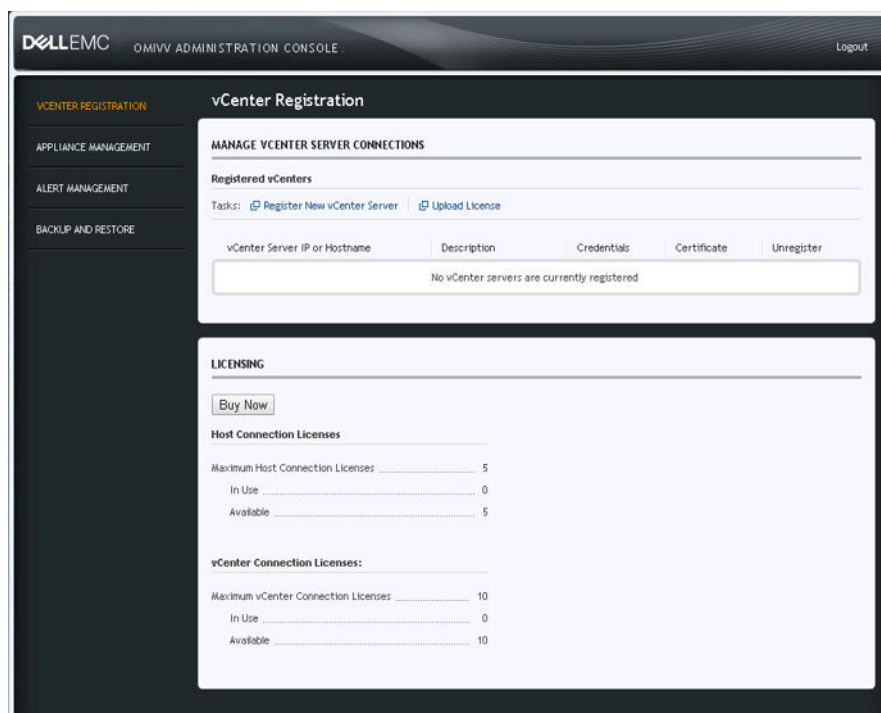 DELLEMC OMIVV ADMINISTRATION CONSOLE
Logout
VCENTER REGISTRATION
APPLIANCE MANAGEMENT
ALERT MANAGEMENT
BACKUP AND RESTORE
vCenter Registration
MANAGE VCENTER SERVER CONNECTIONS
Registered vCenters
Tasks: Register New vCenter Server Upload License
vCenter Server IP or Hostname Description Credentials Certificate Unregister
No vCenter servers are currently registered
LICENSING
Buy Now
Host Connection Licenses
Maximum Host Connection Licenses 5
In Use 0
Available 5
vCenter Connection Licenses:
Maximum vCenter Connection Licenses 10
In Use 0
Available 10